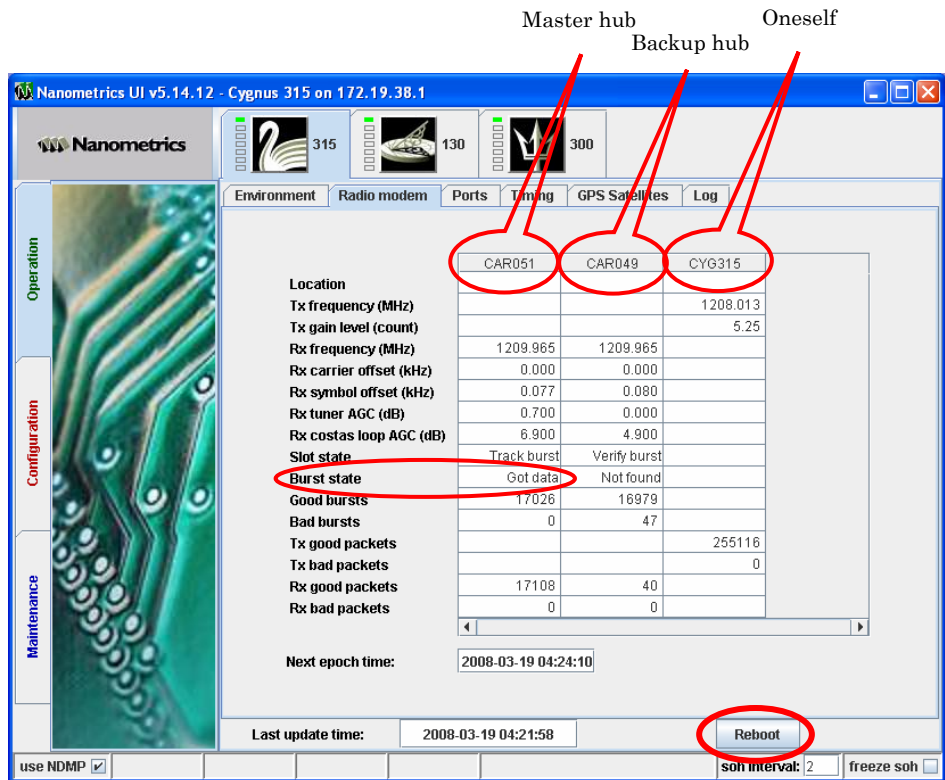 Master hub
Oneself
Backup hub
Nanometrics UI v5.14.12 - Cygnus 315 on 172.19.38.1
Nanometrics
315
130
300
Environment Radio modem Ports Timing GPS Satellites Log
Operation
Configuration
Maintenance
CAR051 CAR049 CYG315
Location
Tx frequency (MHz) 1208.013
Tx gain level (count) 5.25
Rx frequency (MHz) 1209.965 1209.965
Rx carrier offset (kHz) 0.000 0.000
Rx symbol offset (kHz) 0.077 0.080
Rx tuner AGC (dB) 0.700 0.000
Rx costas loop AGC (dB) 6.900 4.900
Slot state Track burst Verify burst
Burst state Got data Not found
Good bursts 17026 16979
Bad bursts 0 47
Tx good packets 255116
Tx bad packets 0
Rx good packets 17108 40
Rx bad packets 0 0
Next epoch time: 2008-03-19 04:24:10
Last update time: 2008-03-19 04:21:58 Reboot
use NDMP soh interval: 2 freeze soh